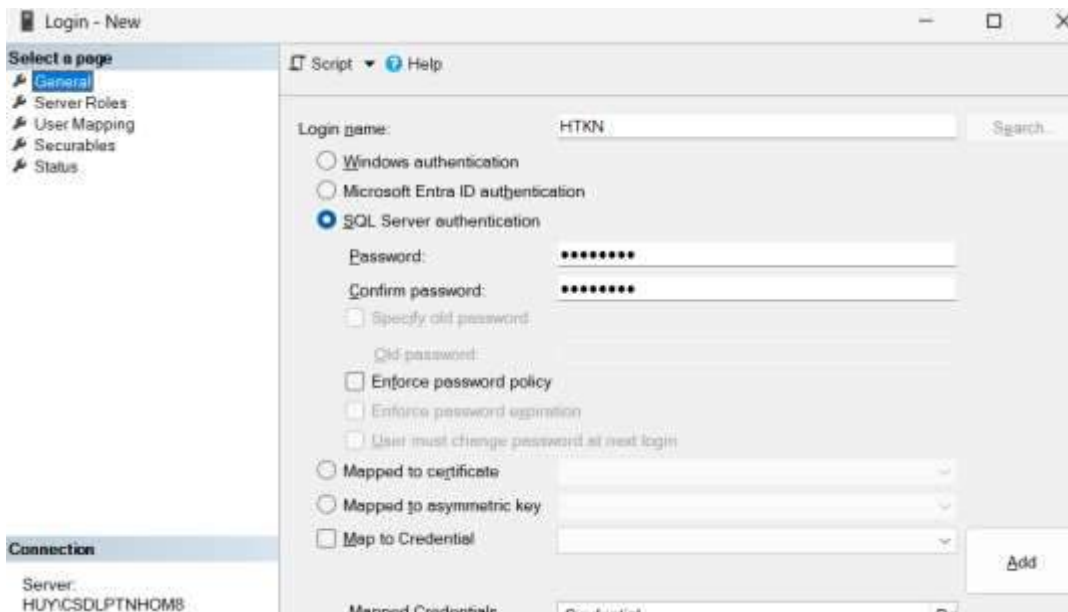 Login - New
Select a page
General
Server Roles
User Mapping
Securables
Status
Script Help
Login name: HTKN Search...
Windows authentication
Microsoft Entra ID authentication
SQL Server authentication
Password: ••••••••
Confirm password: ••••••••
Specify old password
Old password:
Enforce password policy
Enforce password expiration
User must change password at next login
Mapped to certificate
Mapped to asymmetric key
Map to Credential
Add
Mapped Credentials Credential
Connection
Server:
HUY\CSDLPTNHOM8